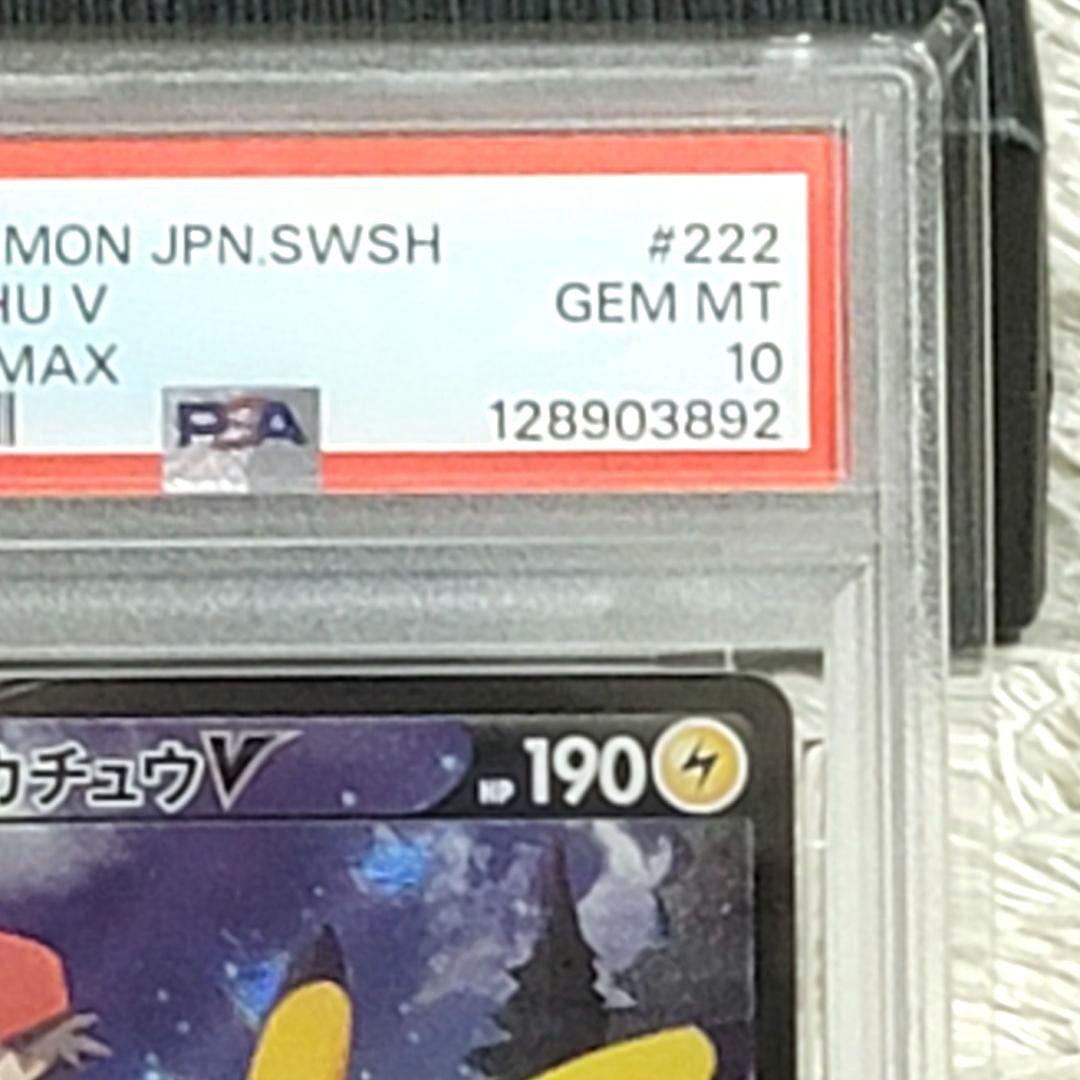 MON JPN.SWSH #222
HU V GEM MT
MAX 10
PSA 128903892
カチュウV HP 190